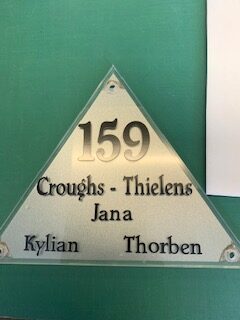 159
Croughs - Thielens
Jana
Kylian Thorben